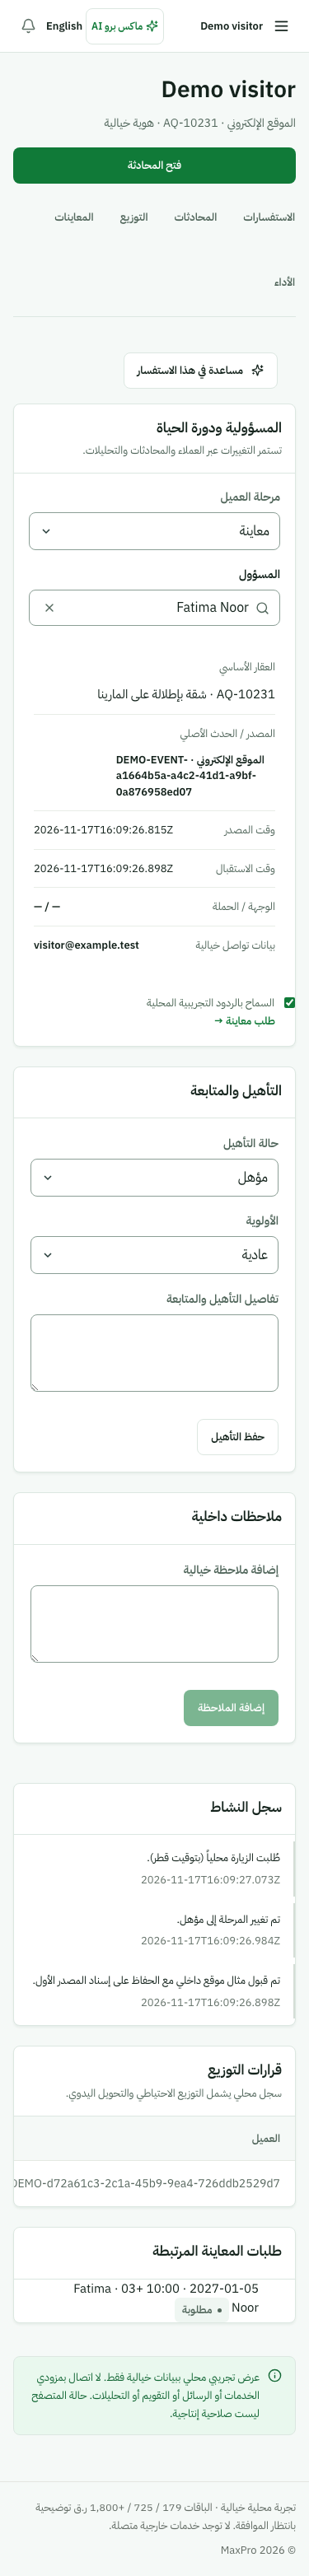 Demo visitor
ماكس برو AI
English
Demo visitor
الموقع الإلكتروني · AQ-10231 · هوية خيالية
فتح المحادثة
الاستفسارات
المحادثات
التوزيع
المعاينات
الأداء
مساعدة في هذا الاستفسار
المسؤولية ودورة الحياة
تستمر التغييرات عبر العملاء والمحادثات والتحليلات.
مرحلة العميل
معاينة
المسؤول
Fatima Noor
العقار الأساسي
AQ-10231 · شقة بإطلالة على المارينا
المصدر / الحدث الأصلي
الموقع الإلكتروني · DEMO-EVENT-
a1664b5a-a4c2-41d1-a9bf-
0a876958ed07
وقت المصدر
2026-11-17T16:09:26.815Z
وقت الاستقبال
2026-11-17T16:09:26.898Z
الوجهة / الحملة
— / —
بيانات تواصل خيالية
visitor@example.test
السماح بالردود التجريبية المحلية
طلب معاينة →
التأهيل والمتابعة
حالة التأهيل
مؤهل
الأولوية
عادية
تفاصيل التأهيل والمتابعة
حفظ التأهيل
ملاحظات داخلية
إضافة ملاحظة خيالية
إضافة الملاحظة
سجل النشاط
طُلبت الزيارة محلياً (بتوقيت قطر).
2026-11-17T16:09:27.073Z
تم تغيير المرحلة إلى مؤهل.
2026-11-17T16:09:26.984Z
تم قبول مثال موقع داخلي مع الحفاظ على إسناد المصدر الأول.
2026-11-17T16:09:26.898Z
قرارات التوزيع
سجل محلي يشمل التوزيع الاحتياطي والتحويل اليدوي.
العميل
DEMO-d72a61c3-2c1a-45b9-9ea4-726ddb2529d7
طلبات المعاينة المرتبطة
2027-01-05 · 10:00 +03 · Fatima
Noor • مطلوبة
عرض تجريبي محلي ببيانات خيالية فقط. لا اتصال بمزودي
الخدمات أو الرسائل أو التقويم أو التحليلات. حالة المتصفح
ليست صلاحية إنتاجية.
تجربة محلية خيالية · الباقات 179 / 725 / +1,800 ر.ق توضيحية
بانتظار الموافقة. لا توجد خدمات خارجية متصلة.
© 2026 MaxPro